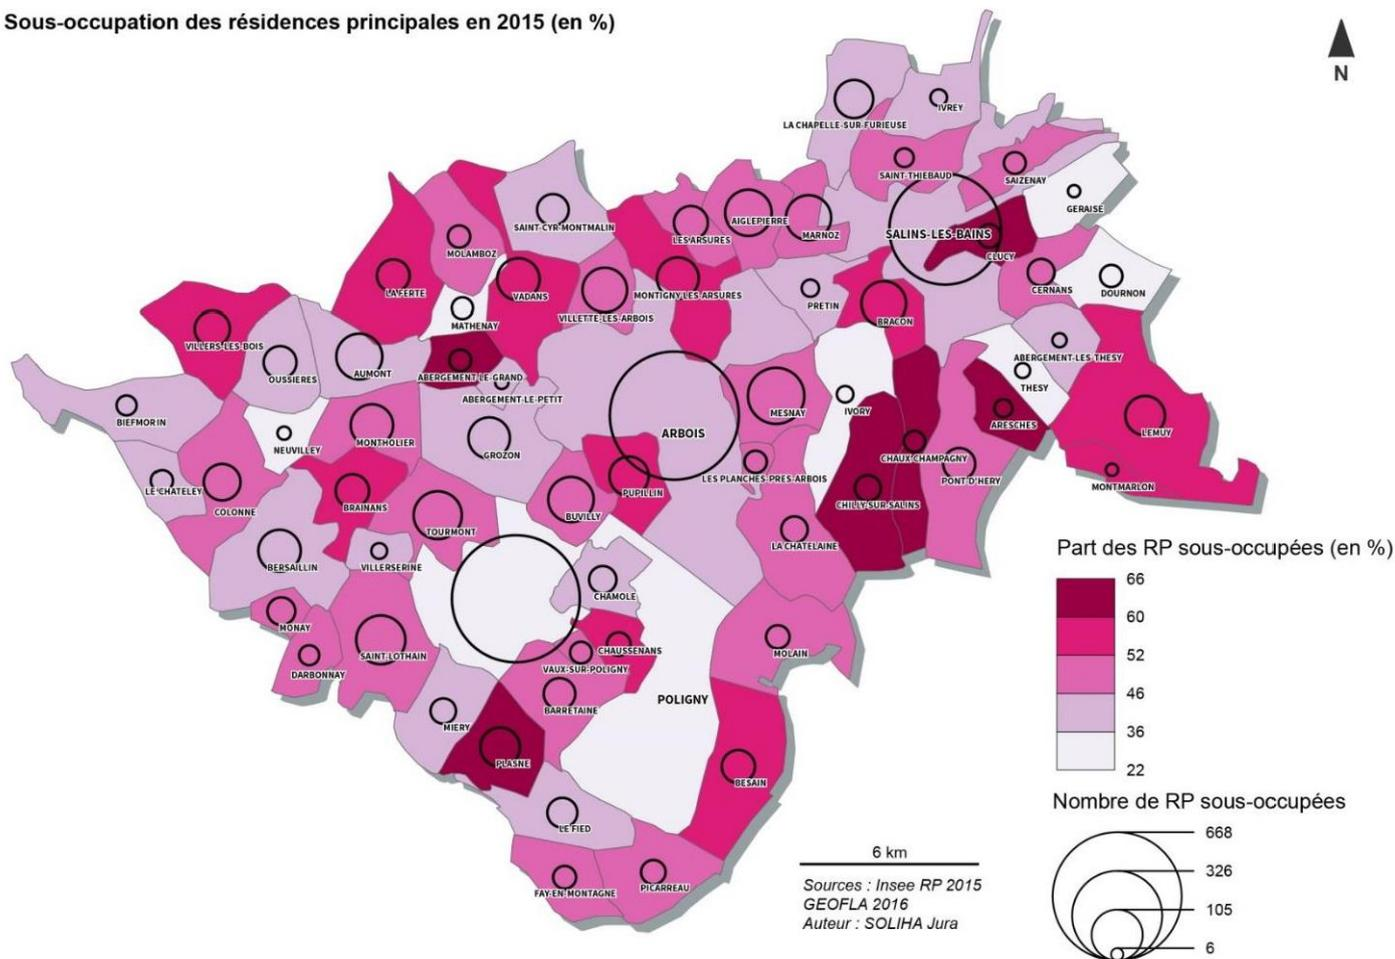 Sous-occupation des résidences principales en 2015 (en %)
N
LA CHAPELLE-SUR-FURIEUSE
IVREY
SAINT-THIEBAUD
SAIZENAY
GERAISE
SAINT-CYR-MONTMALIN
MOLAMBOZ
LES ARSURES
AIGLEPIERRE
MARNOZ
SALINS-LES-BAINS
CLUCY
LA FERTE
VADANS
MONTIGNY-LES-ARSURES
CERNANS
DOURNON
MATHENAY
VILLETTE-LES-ARBOIS
PRETIN
BRACON
VILLERS-LES-BOIS
OUSSIERES
AUMONT
ABERGEMENT-LE-GRAND
ABERGEMENT-LE-PETIT
ABERGEMENT-LES-THESY
THESY
BIEFMORIN
NEUVILLEY
MONTHOLIER
GROZON
ARBOIS
MESNAY
IVORY
ARESCHES
LEMUY
LE CHATELEY
COLONNE
BRAINANS
PUPILLIN
LES PLANCHES-PRES-ARBOIS
CHAUX-CHAMPAGNY
PONT-D'HERY
MONTMARLON
BUVILLY
CHILLY-SUR-SALINS
TOURMONT
LA CHATELAINE
BERSAILLIN
VILLERSERINE
CHAMOLE
MONAY
DARBONNAY
SAINT-LOTHAIN
CHAUSSENANS
VAUX-SUR-POLIGNY
MOLAIN
MIERY
BARRETAINE
POLIGNY
PLASNE
BESAIN
LE FIED
FAY-EN-MONTAGNE
PICARREAU
Part des RP sous-occupées (en %)
66
60
52
46
36
22
Nombre de RP sous-occupées
668
326
105
6
6 km
Sources : Insee RP 2015
GEOFLA 2016
Auteur : SOLIHA Jura